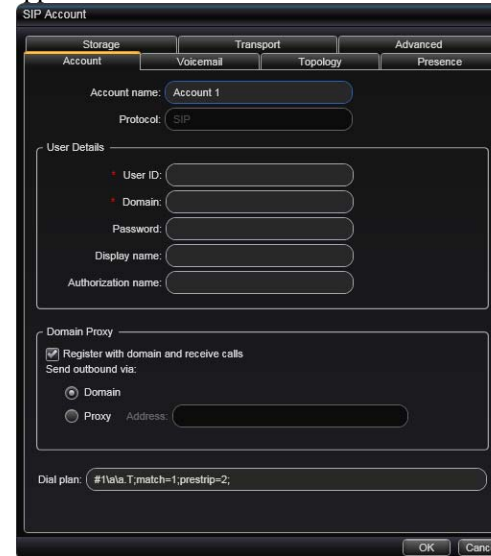 SIP Account
Storage Transport Advanced
Account Voicemail Topology Presence
Account name: Account 1
Protocol: SIP
User Details
* User ID:
* Domain:
Password:
Display name:
Authorization name:
Domain Proxy
Register with domain and receive calls
Send outbound via:
Domain
Proxy Address:
Dial plan: #1\a\a.T;match=1;prestrip=2;
OK Canc